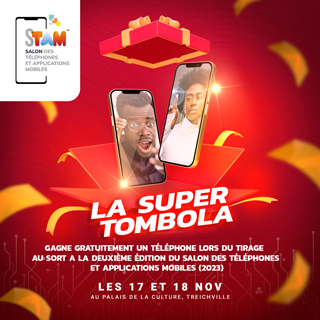 STAM
SALON DES
TÉLÉPHONES
ET APPLICATIONS
MOBILES
LA SUPER
TOMBOLA
GAGNE GRATUITEMENT UN TÉLÉPHONE LORS DU TIRAGE
AU SORT A LA DEUXIÈME ÉDITION DU SALON DES TÉLÉPHONES
ET APPLICATIONS MÓBILES (2023)
LES 17 ET 18 NOV
AU PALAIS DE LA CULTURE, TREICHVILLE